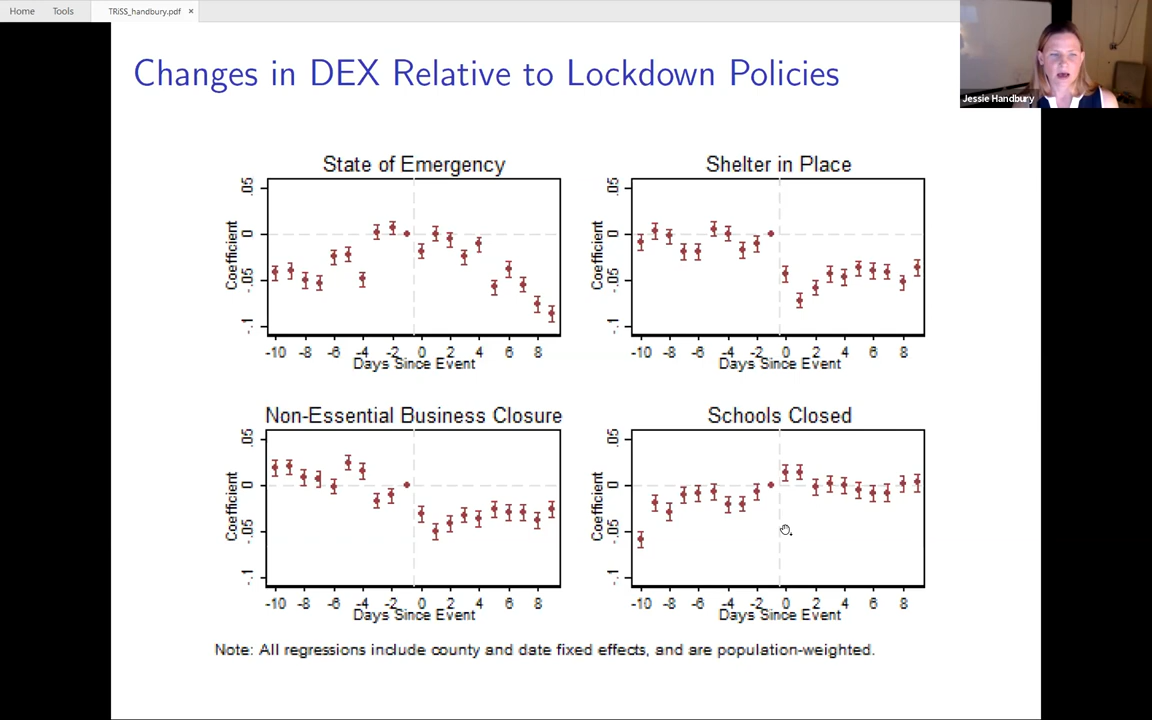 Home Tools TRiSS_handbury.pdf ×
Jessie Handbury
Changes in DEX Relative to Lockdown Policies
State of Emergency
Coefficient
.05
0
-.05
-.1
-10 -8 -6 -4 -2 0 2 4 6 8
Days Since Event
Shelter in Place
Coefficient
.05
0
-.05
-.1
-10 -8 -6 -4 -2 0 2 4 6 8
Days Since Event
Non-Essential Business Closure
Coefficient
.05
0
-.05
-.1
-10 -8 -6 -4 -2 0 2 4 6 8
Days Since Event
Schools Closed
Coefficient
.05
0
-.05
-.1
-10 -8 -6 -4 -2 0 2 4 6 8
Days Since Event
Note: All regressions include county and date fixed effects, and are population-weighted.